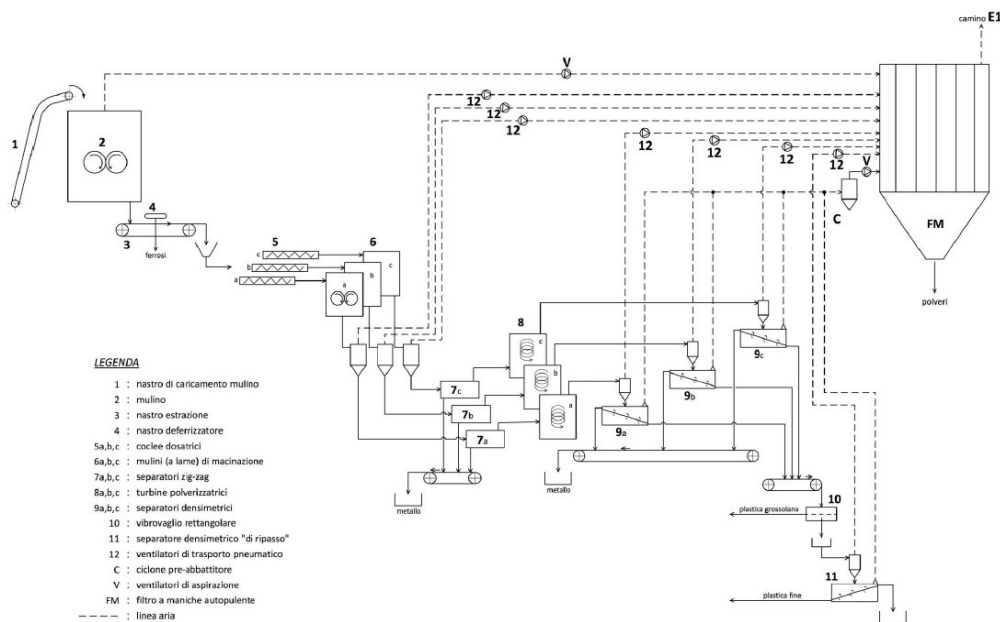 camino E1
V
12
12
12
12
12
12
12
V
1
2
4
3
ferrosi
5
6
c
b
a
c
b
a
C
FM
polveri
8
c
b
a
7c
7b
7a
9c
9b
9a
metallo
metallo
10
plastica grossolana
11
plastica fine
LEGENDA
1 : nastro di caricamento mulino
2 : mulino
3 : nastro estrazione
4 : nastro deferrizzatore
5a,b,c : coclee dosatrici
6a,b,c : mulini (a lame) di macinazione
7a,b,c : separatori zig-zag
8a,b,c : turbine polverizzatrici
9a,b,c : separatori densimetrici
10 : vibrovaglio rettangolare
11 : separatore densimetrico "di ripasso"
12 : ventilatori di trasporto pneumatico
C : ciclone pre-abbattitore
V : ventilatori di aspirazione
FM : filtro a maniche autopulente
----- : linea aria